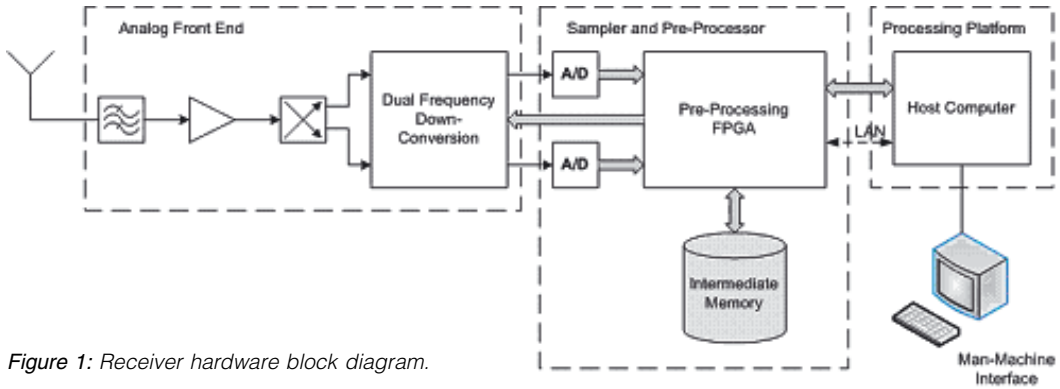 Analog Front End
Sampler and Pre-Processor
Processing Platform
Dual Frequency
Down-
Conversion
A/D
A/D
Pre-Processing
FPGA
Host Computer
LAN
Intermediate
Memory
Man-Machine
Interface
Figure 1: Receiver hardware block diagram.